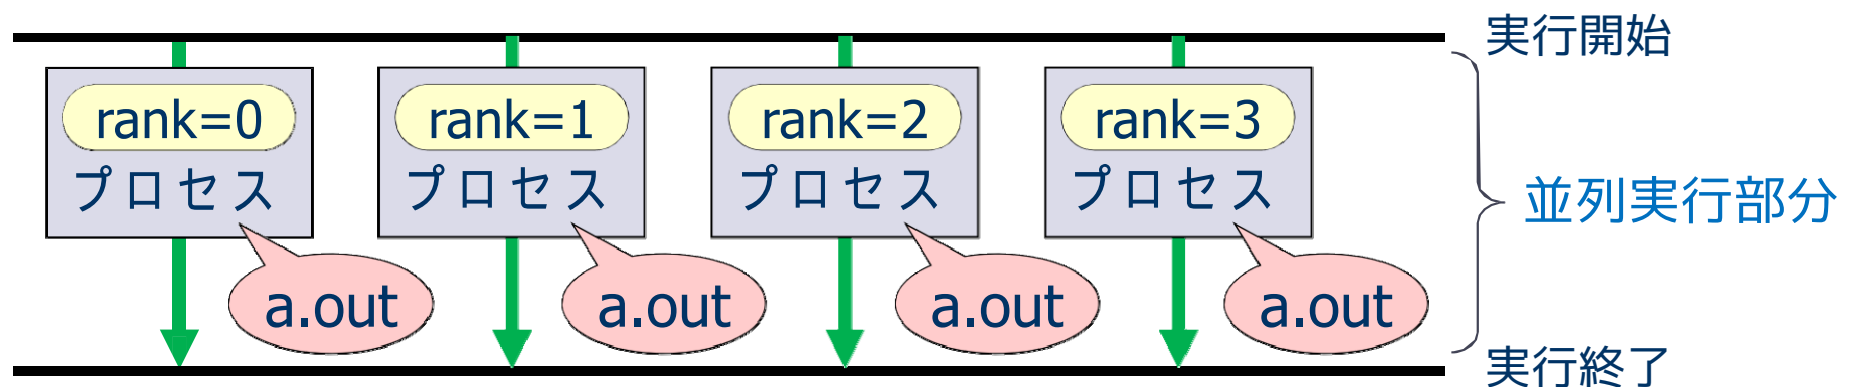 実行開始
rank=0
プロセス
a.out
rank=1
プロセス
a.out
rank=2
プロセス
a.out
rank=3
プロセス
a.out
並列実行部分
実行終了